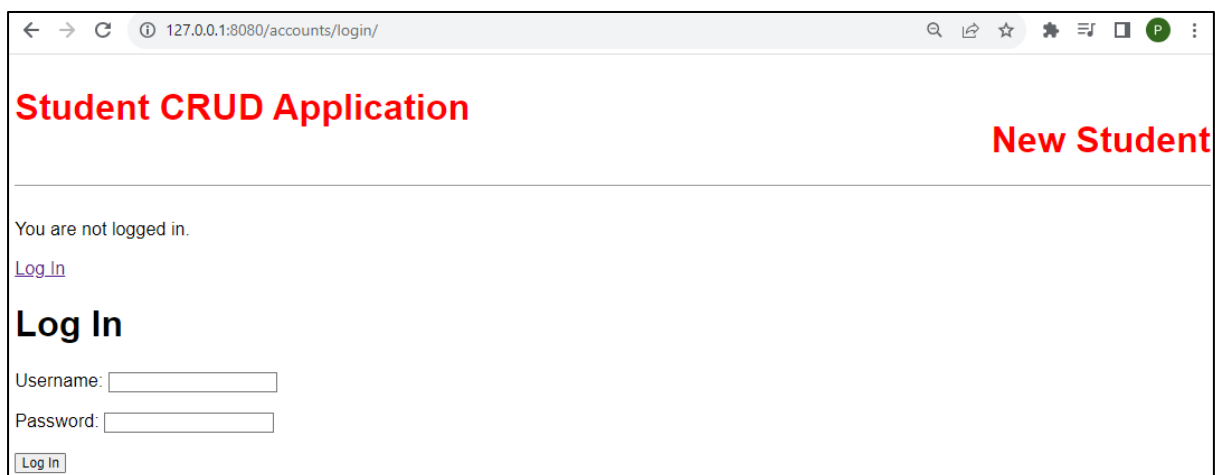 127.0.0.1:8080/accounts/login/
P
Student CRUD Application
New Student
You are not logged in.
Log In
Log In
Username:
Password:
Log In